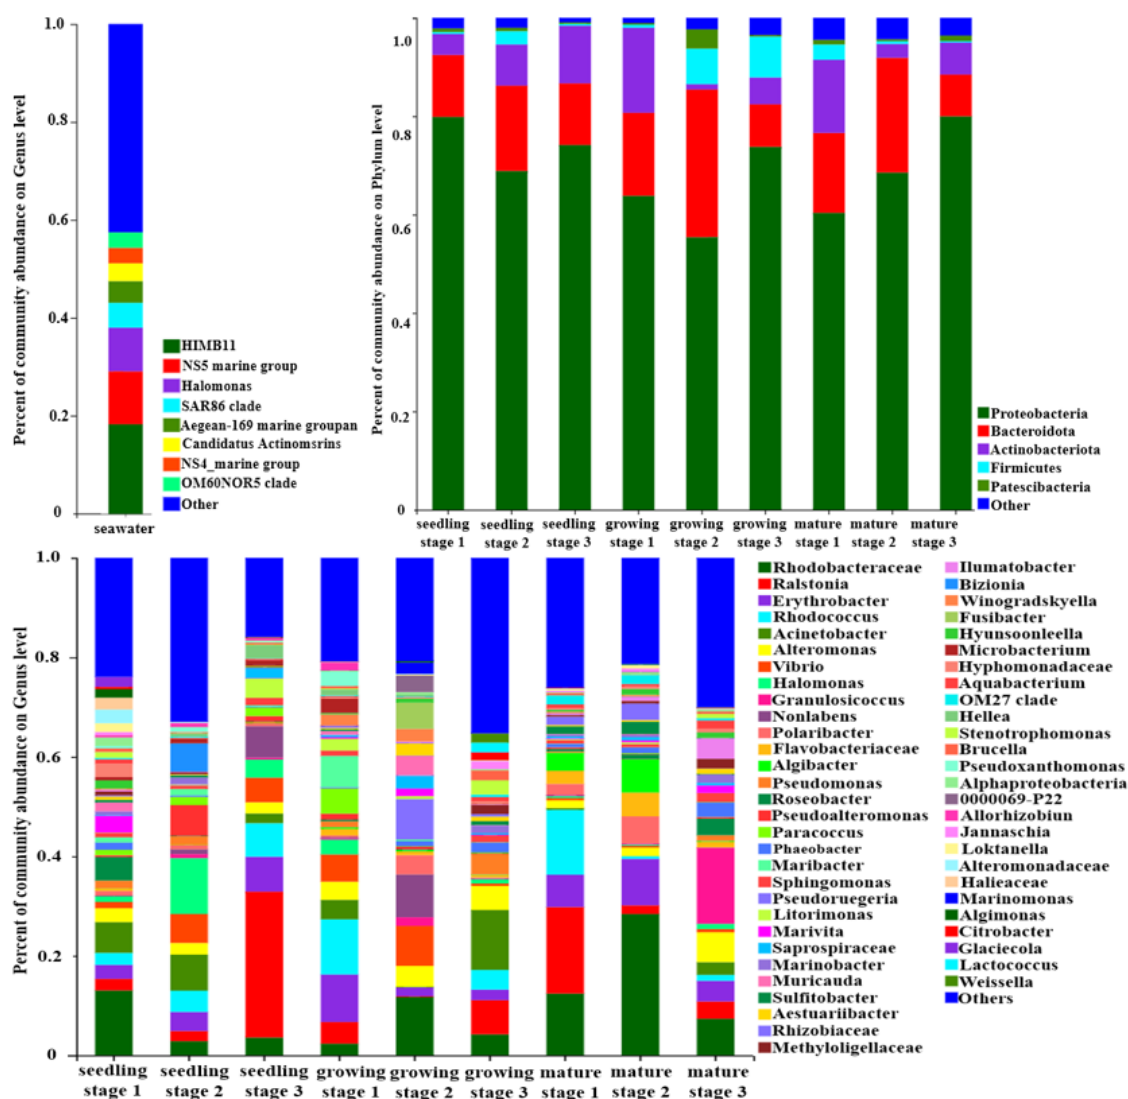 Percent of community abundance on Genus level
1.0
0.8
0.6
0.4
0.2
0
seawater
HIMB11
NS5 marine group
Halomonas
SAR86 clade
Aegean-169 marine groupan
Candidatus Actinomsrins
NS4_marine group
OM60NOR5 clade
Other
Percent of community abundance on Phylum level
1.0
0.8
0.6
0.4
0.2
0
seedling
stage 1
seedling
stage 2
seedling
stage 3
growing
stage 1
growing
stage 2
growing
stage 3
mature
stage 1
mature
stage 2
mature
stage 3
Proteobacteria
Bacteroidota
Actinobacteriota
Firmicutes
Patescibacteria
Other
Percent of community abundance on Genus level
1.0
0.8
0.6
0.4
0.2
0
seedling
stage 1
seedling
stage 2
seedling
stage 3
growing
stage 1
growing
stage 2
growing
stage 3
mature
stage 1
mature
stage 2
mature
stage 3
Rhodobacteraceae
Ralstonia
Erythrobacter
Rhodococcus
Acinetobacter
Alteromonas
Vibrio
Halomonas
Granulosicoccus
Nonlabens
Polaribacter
Flavobacteriaceae
Algibacter
Pseudomonas
Roseobacter
Pseudoalteromonas
Paracoccus
Phaeobacter
Maribacter
Sphingomonas
Pseudoruegeria
Litorimonas
Marivita
Saprospiraceae
Marinobacter
Muricauda
Sulfitobacter
Aestuariibacter
Rhizobiaceae
Methyloligellaceae
Ilumatobacter
Bizionia
Winogradskyella
Fusibacter
Hyunsoonleella
Microbacterium
Hyphomonadaceae
Aquabacterium
OM27 clade
Hellea
Stenotrophomonas
Brucella
Pseudoxanthomonas
Alphaproteobacteria
0000069-P22
Allorhizobiun
Jannaschia
Loktanella
Alteromonadaceae
Halieaceae
Marinomonas
Algimonas
Citrobacter
Glaciecola
Lactococcus
Weissella
Others